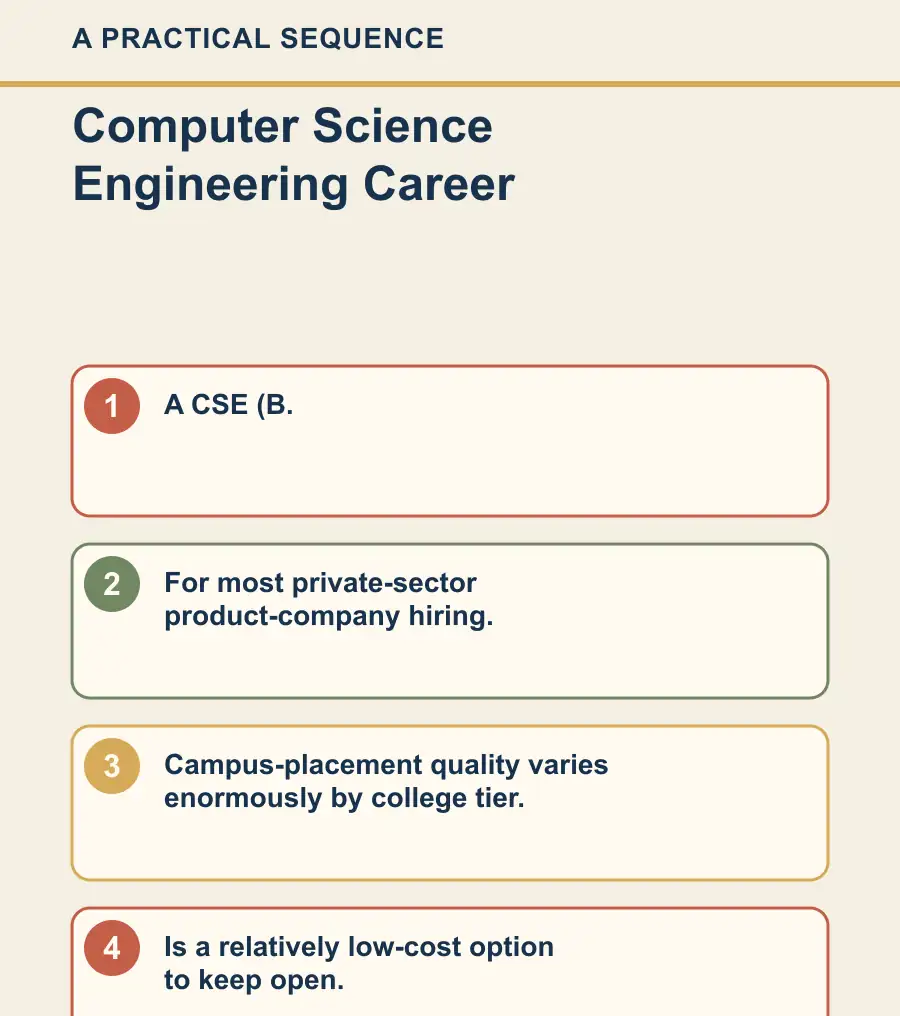 A PRACTICAL SEQUENCE
Computer Science
Engineering Career
1
A CSE (B.
2
For most private-sector
product-company hiring.
3
Campus-placement quality varies
enormously by college tier.
4
Is a relatively low-cost option
to keep open.